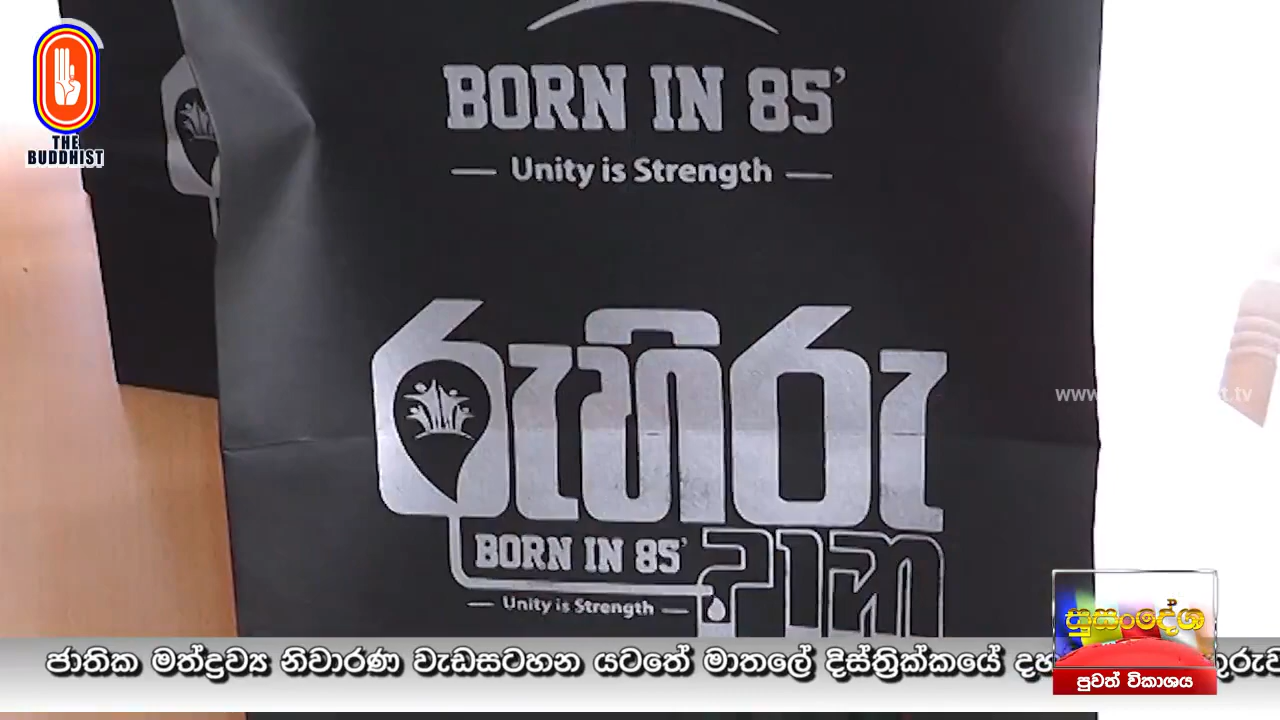 THE
BUDDHIST
BORN IN 85'
Unity is Strength
රුහිරු
BORN IN 85'
Unity is Strength
සුසංදේශ
පුවත් විකාශය
ජාතික මත්ද්‍රව්‍ය නිවාරණ වැඩසටහන යටතේ මාතලේ දිස්ත්‍රික්කයේ